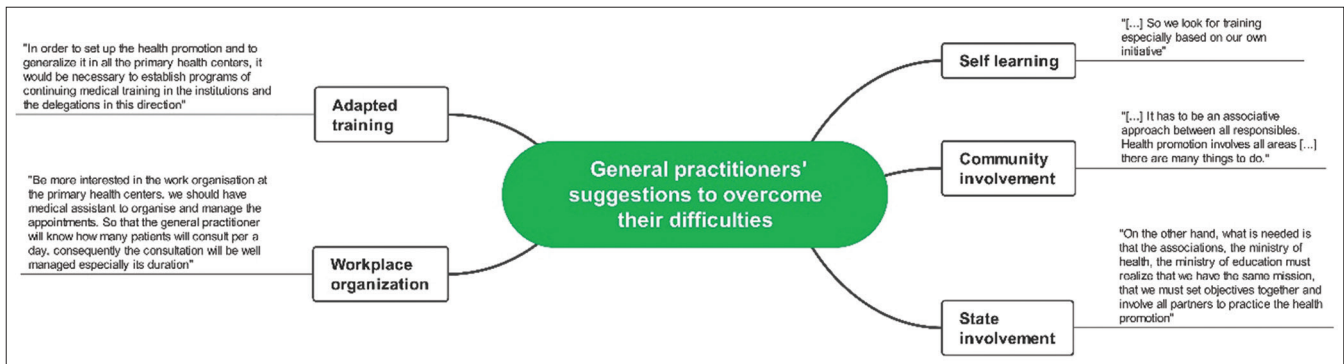 "In order to set up the health promotion and to
generalize it in all the primary health centers, it
would be necessary to establish programs of
continuing medical training in the institutions and
the delegations in this direction"
Adapted
training
"Be more interested in the work organisation at
the primary health centers. we should have
medical assistant to organise and manage the
appointments. So that the general practitioner
will know how many patients will consult per a
day. consequently the consultation will be well
managed especially its duration"
Workplace
organization
General practitioners'
suggestions to overcome
their difficulties
Self learning
"[...] So we look for training
especially based on our own
initiative"
Community
involvement
"[...] It has to be an associative
approach between all responsibles.
Health promotion involves all areas [...]
there are many things to do."
State
involvement
"On the other hand, what is needed is
that the associations, the ministry of
health, the ministry of education must
realize that we have the same mission,
that we must set objectives together and
involve all partners to practice the health
promotion"